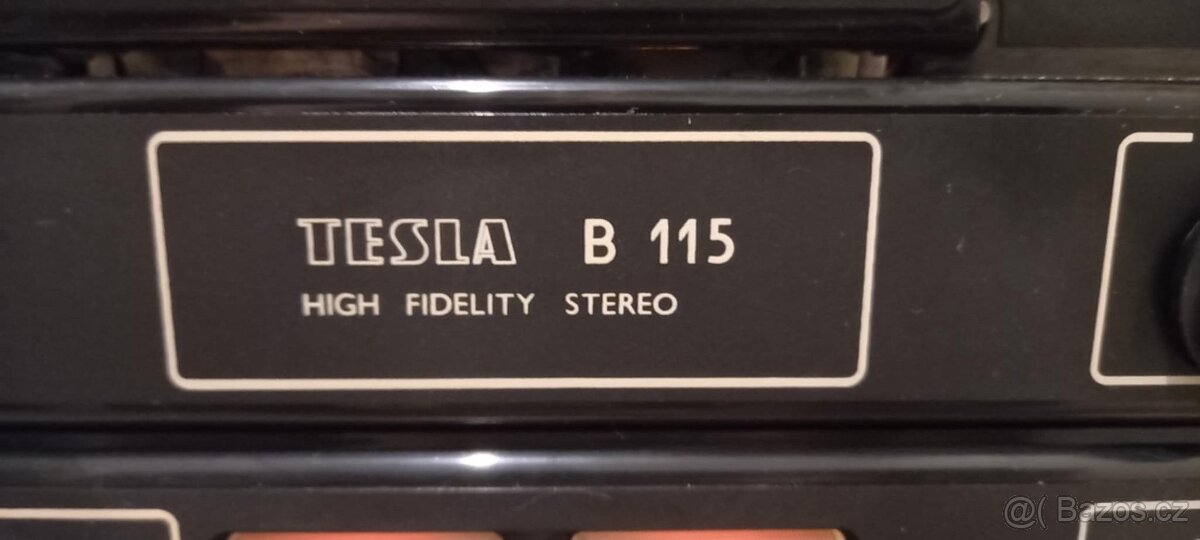 TESLA B 115
HIGH FIDELITY STEREO
@( Bazos.cz